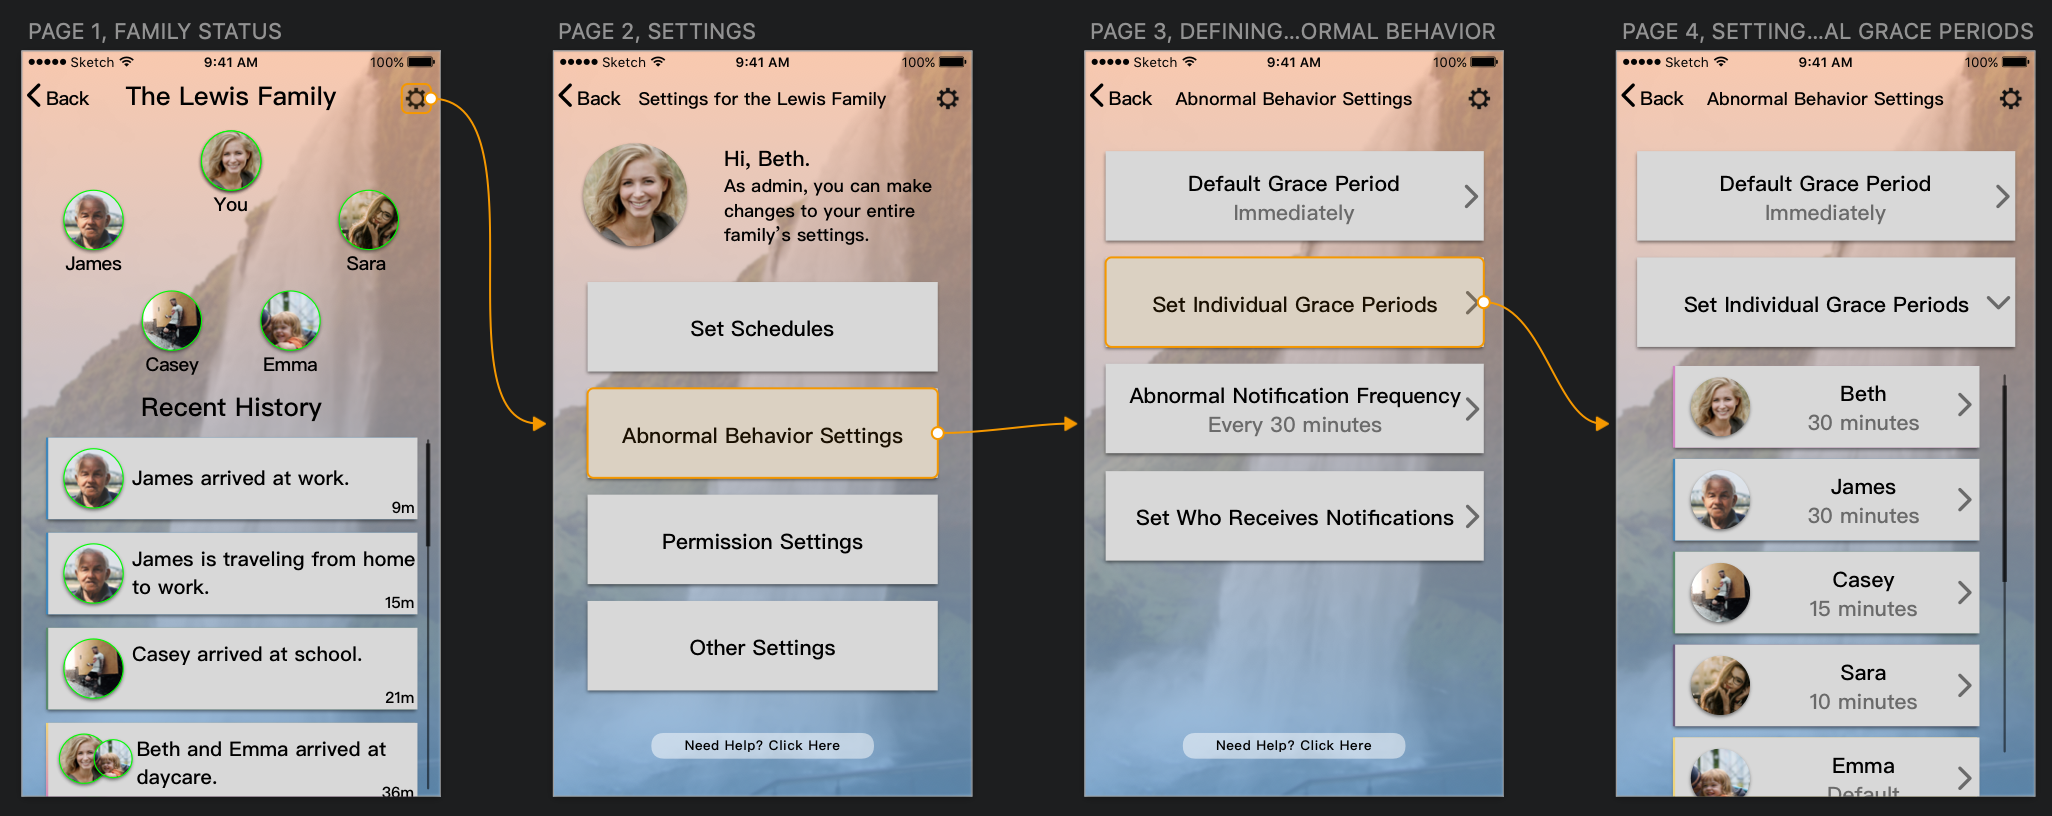 PAGE 1, FAMILY STATUS
Sketch
9:41 AM
100%
Back
The Lewis Family
You
James
Sara
Casey
Emma
Recent History
James arrived at work.
9m
James is traveling from home
to work.
15m
Casey arrived at school.
21m
Beth and Emma arrived at
daycare.
36m
PAGE 2, SETTINGS
Sketch
9:41 AM
100%
Back
Settings for the Lewis Family
Hi, Beth.
As admin, you can make
changes to your entire
family's settings.
Set Schedules
Abnormal Behavior Settings
Permission Settings
Other Settings
Need Help? Click Here
PAGE 3, DEFINING...ORMAL BEHAVIOR
Sketch
9:41 AM
100%
Back
Abnormal Behavior Settings
Default Grace Period
Immediately
Set Individual Grace Periods
Abnormal Notification Frequency
Every 30 minutes
Set Who Receives Notifications
Need Help? Click Here
PAGE 4, SETTING...AL GRACE PERIODS
Sketch
9:41 AM
100%
Back
Abnormal Behavior Settings
Default Grace Period
Immediately
Set Individual Grace Periods
Beth
30 minutes
James
30 minutes
Casey
15 minutes
Sara
10 minutes
Emma
Default